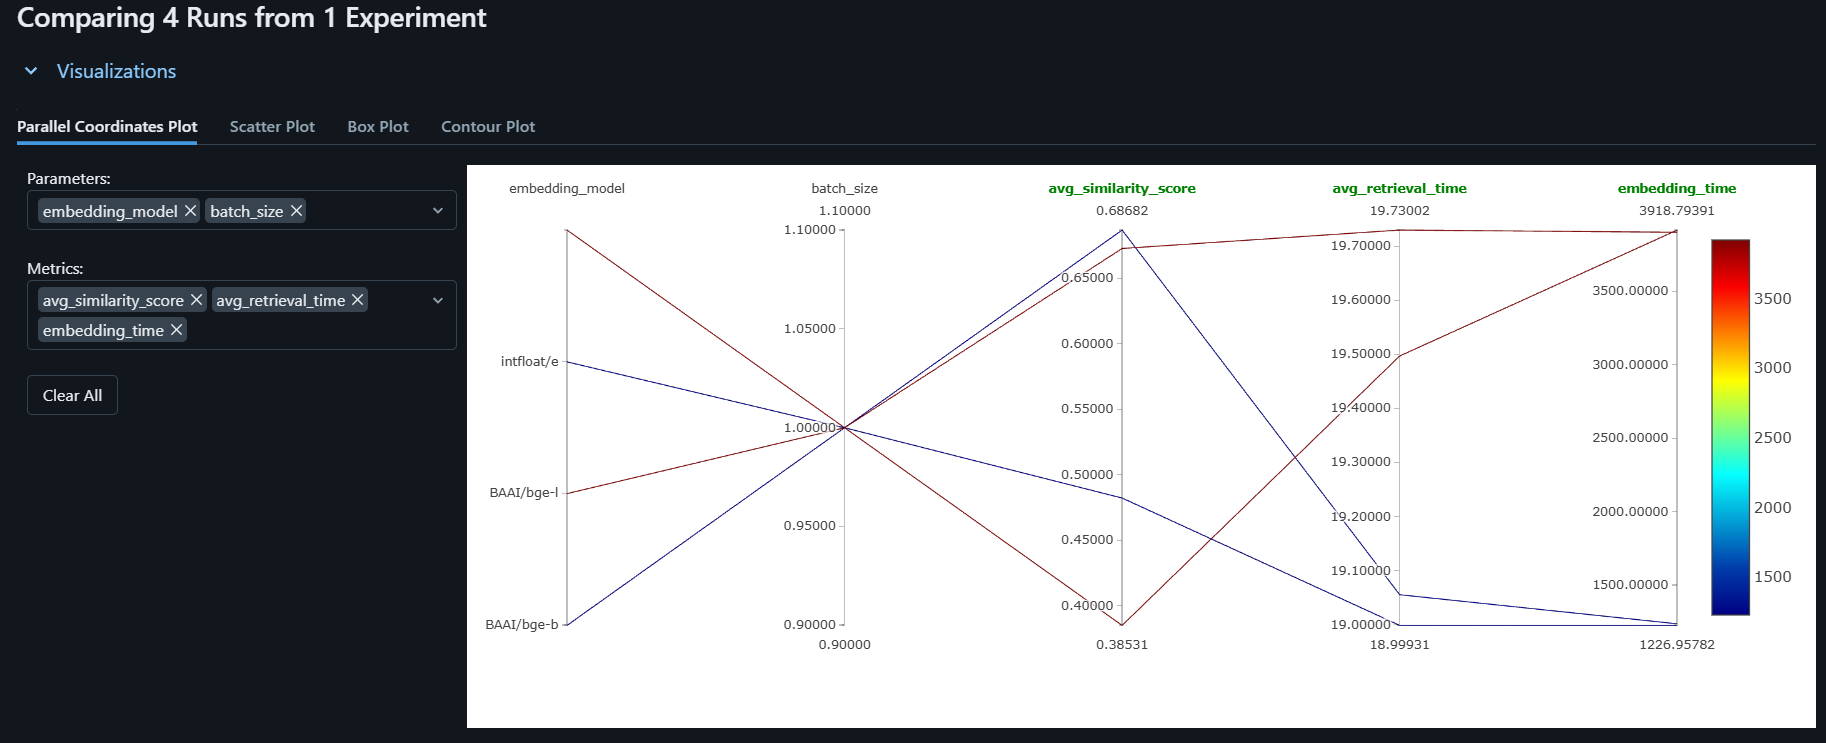 Comparing 4 Runs from 1 Experiment
Visualizations
Parallel Coordinates Plot Scatter Plot Box Plot Contour Plot
Parameters:
embedding_model batch_size
Metrics:
avg_similarity_score avg_retrieval_time
embedding_time
Clear All
embedding_model
intfloat/e
BAAI/bge-l
BAAI/bge-b
batch_size
1.10000
1.10000
1.05000
1.00000
0.95000
0.90000
0.90000
avg_similarity_score
0.68682
0.65000
0.60000
0.55000
0.50000
0.45000
0.40000
0.38531
avg_retrieval_time
19.73002
19.70000
19.60000
19.50000
19.40000
19.30000
19.20000
19.10000
19.00000
18.99931
embedding_time
3918.79391
3500.00000
3000.00000
2500.00000
2000.00000
1500.00000
1226.95782
3500
3000
2500
2000
1500